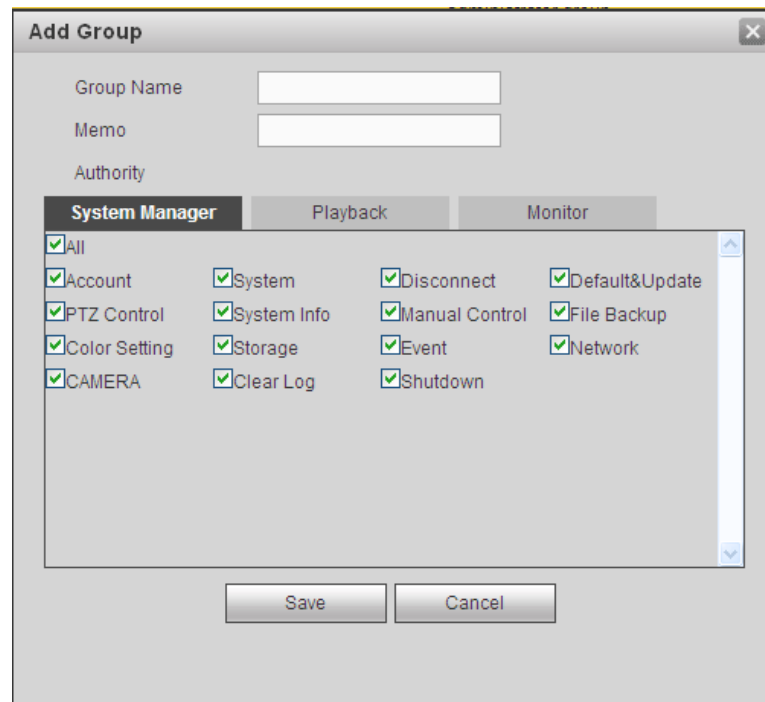 Add Group
Group Name
Memo
Authority
System Manager Playback Monitor
All
Account System Disconnect Default&Update
PTZ Control System Info Manual Control File Backup
Color Setting Storage Event Network
CAMERA Clear Log Shutdown
Save Cancel